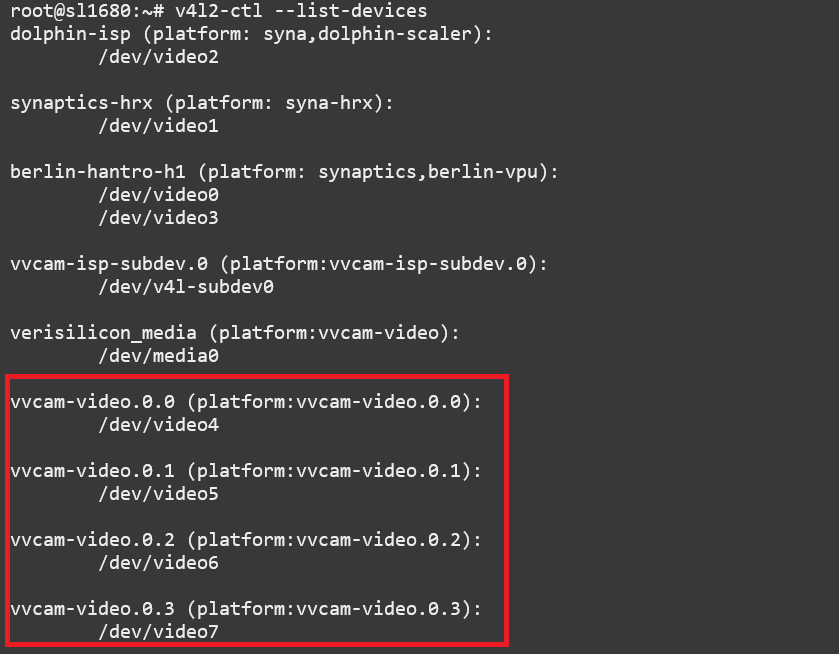 root@sl1680:~# v4l2-ctl --list-devices
dolphin-isp (platform: syna,dolphin-scaler):
/dev/video2
synaptics-hrx (platform: syna-hrx):
/dev/video1
berlin-hantro-h1 (platform: synaptics,berlin-vpu):
/dev/video0
/dev/video3
vvcam-isp-subdev.0 (platform:vvcam-isp-subdev.0):
/dev/v4l-subdev0
verisilicon_media (platform:vvcam-video):
/dev/media0
vvcam-video.0.0 (platform:vvcam-video.0.0):
/dev/video4
vvcam-video.0.1 (platform:vvcam-video.0.1):
/dev/video5
vvcam-video.0.2 (platform:vvcam-video.0.2):
/dev/video6
vvcam-video.0.3 (platform:vvcam-video.0.3):
/dev/video7